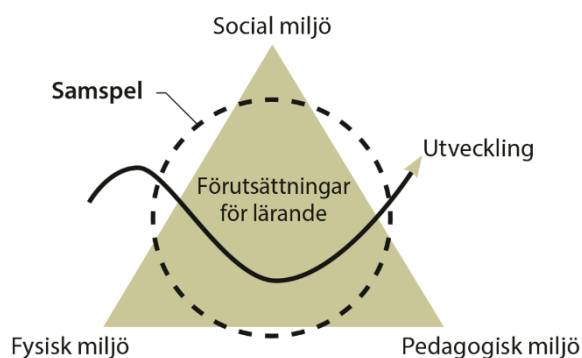 Social miljö
Samspel
Utveckling
Förutsättningar
för lärande
Fysisk miljö
Pedagogisk miljö